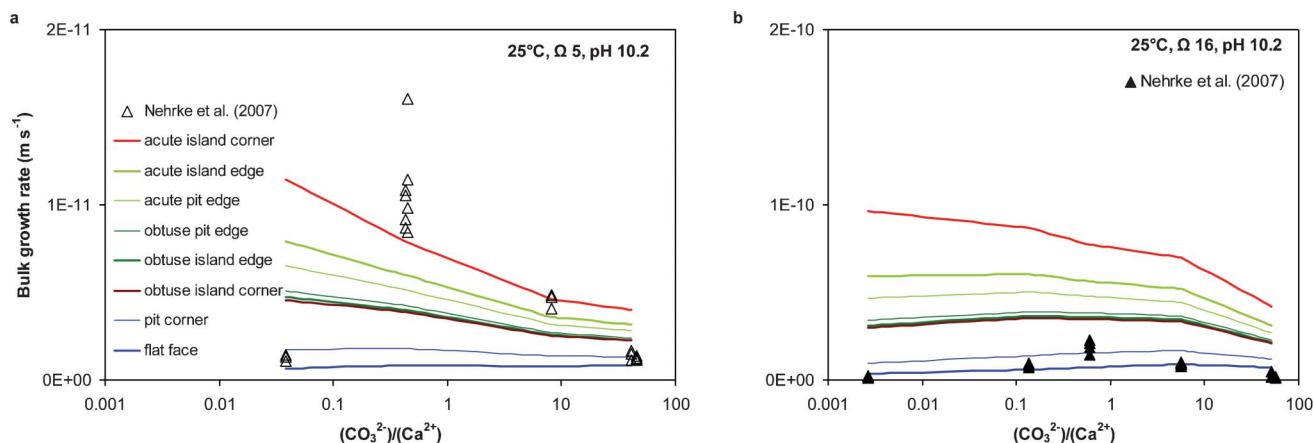 a
2E-11
25°C, Ω 5, pH 10.2
Nehrke et al. (2007)
acute island corner
acute island edge
acute pit edge
obtuse pit edge
obtuse island edge
obtuse island corner
pit corner
flat face
1E-11
0E+00
Bulk growth rate (m s⁻¹)
0.001 0.01 0.1 1 10 100
(CO₃²⁻)/(Ca²⁺)
b
2E-10
25°C, Ω 16, pH 10.2
Nehrke et al. (2007)
1E-10
0E+00
0.001 0.01 0.1 1 10 100
(CO₃²⁻)/(Ca²⁺)